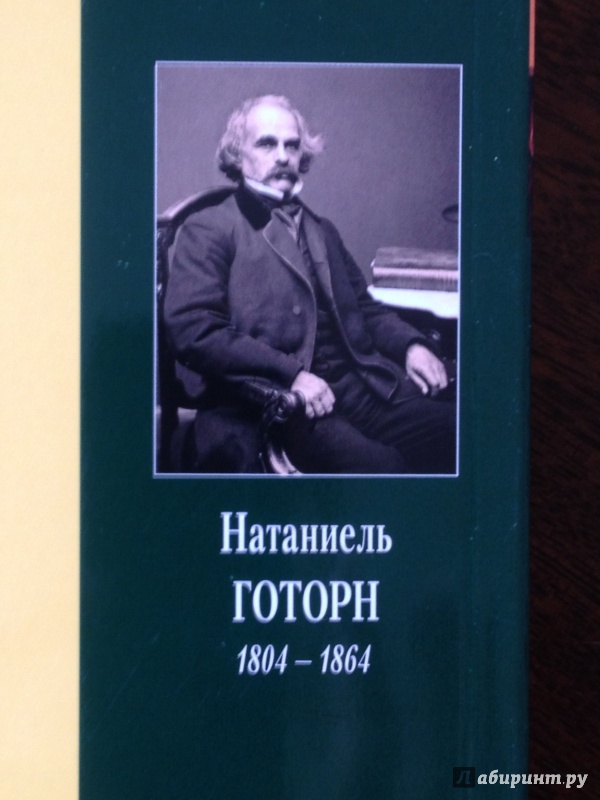 Натаниель
ГОТОРН
1804 – 1864
Лабиринт.ру